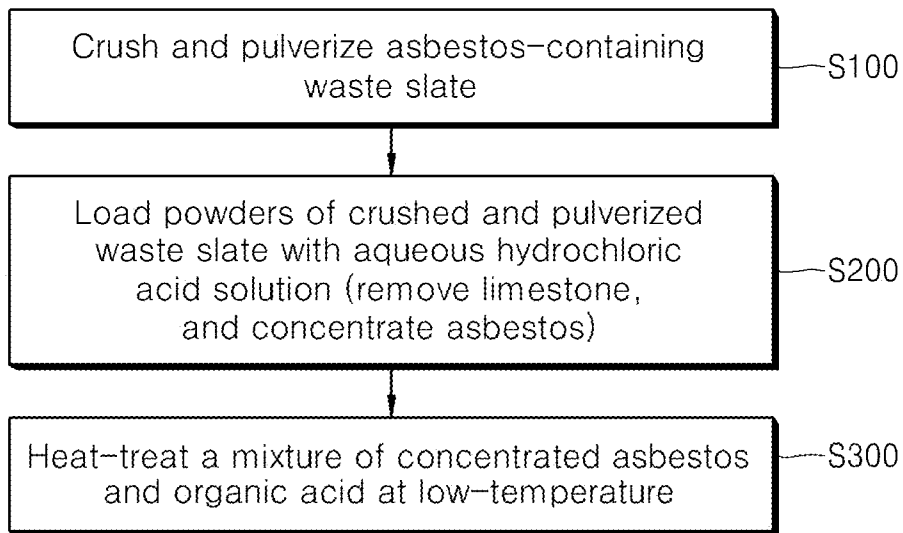 Crush and pulverize asbestos-containing
waste slate
S100
Load powders of crushed and pulverized
waste slate with aqueous hydrochloric
acid solution (remove limestone,
and concentrate asbestos)
S200
Heat-treat a mixture of concentrated asbestos
and organic acid at low-temperature
S300